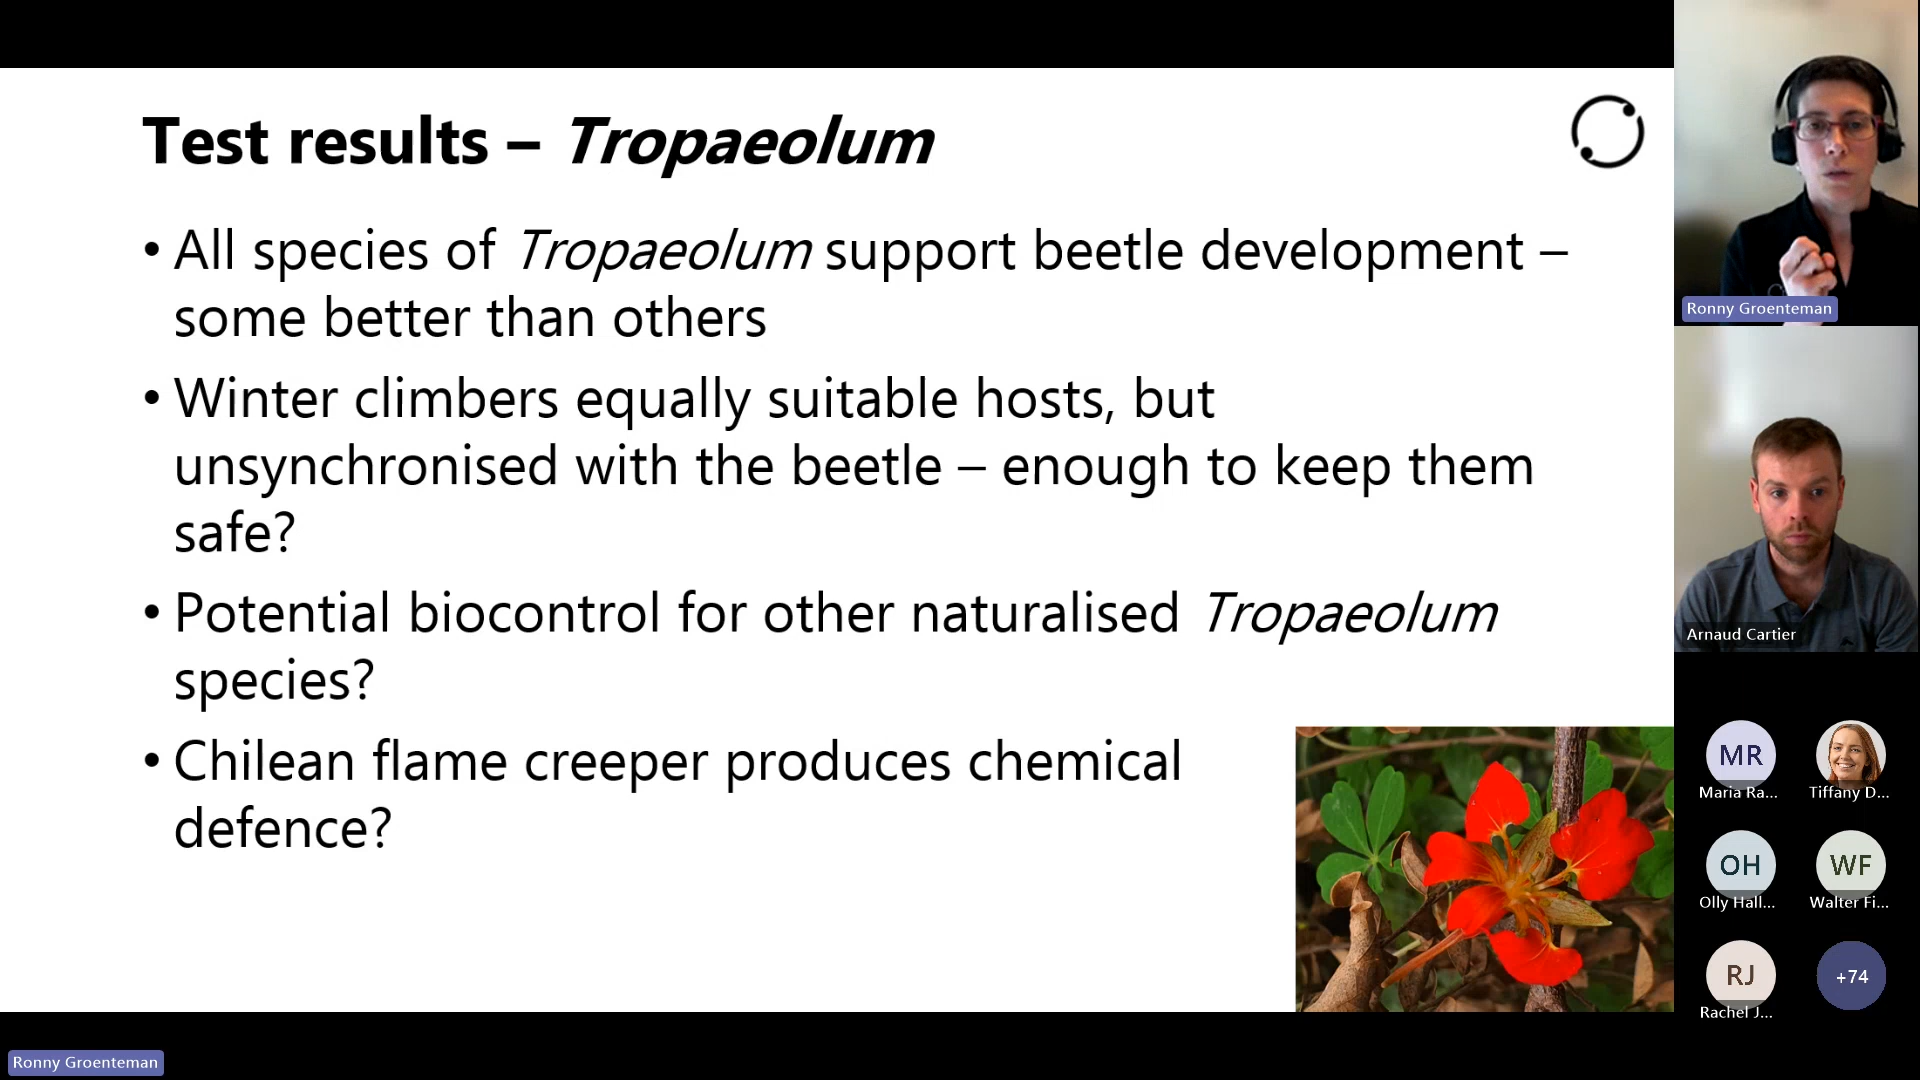 Test results – Tropaeolum
• All species of Tropaeolum support beetle development –
some better than others
• Winter climbers equally suitable hosts, but
unsynchronised with the beetle – enough to keep them
safe?
• Potential biocontrol for other naturalised Tropaeolum
species?
• Chilean flame creeper produces chemical
defence?
Ronny Groenteman
Arnaud Cartier
MR
Maria Ra...
Tiffany D...
OH
Olly Hall...
WF
Walter Fi...
RJ
Rachel J...
+74
Ronny Groenteman